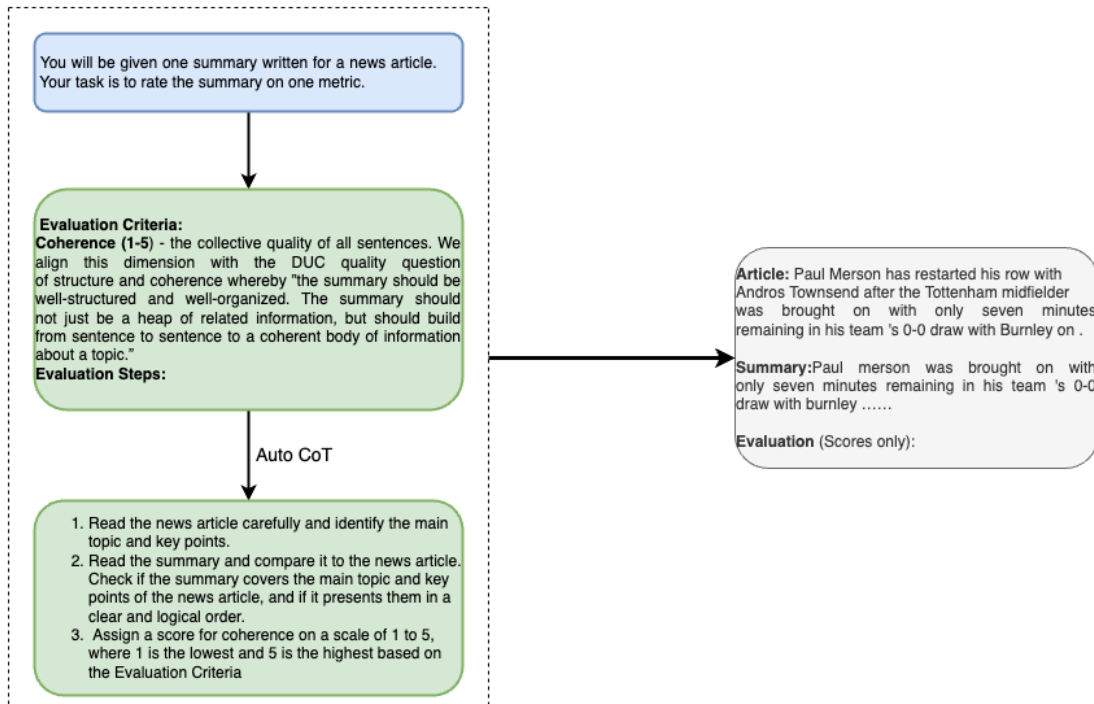 You will be given one summary written for a news article.
Your task is to rate the summary on one metric.
Evaluation Criteria:
Coherence (1-5) - the collective quality of all sentences. We
align this dimension with the DUC quality question
of structure and coherence whereby "the summary should be
well-structured and well-organized. The summary should
not just be a heap of related information, but should build
from sentence to sentence to a coherent body of information
about a topic.”
Evaluation Steps:
Auto CoT
1. Read the news article carefully and identify the main
topic and key points.
2. Read the summary and compare it to the news article.
Check if the summary covers the main topic and key
points of the news article, and if it presents them in a
clear and logical order.
3. Assign a score for coherence on a scale of 1 to 5,
where 1 is the lowest and 5 is the highest based on
the Evaluation Criteria
Article: Paul Merson has restarted his row with
Andros Townsend after the Tottenham midfielder
was brought on with only seven minutes
remaining in his team 's 0-0 draw with Burnley on .
Summary:Paul merson was brought on with
only seven minutes remaining in his team 's 0-0
draw with burnley ……
Evaluation (Scores only):